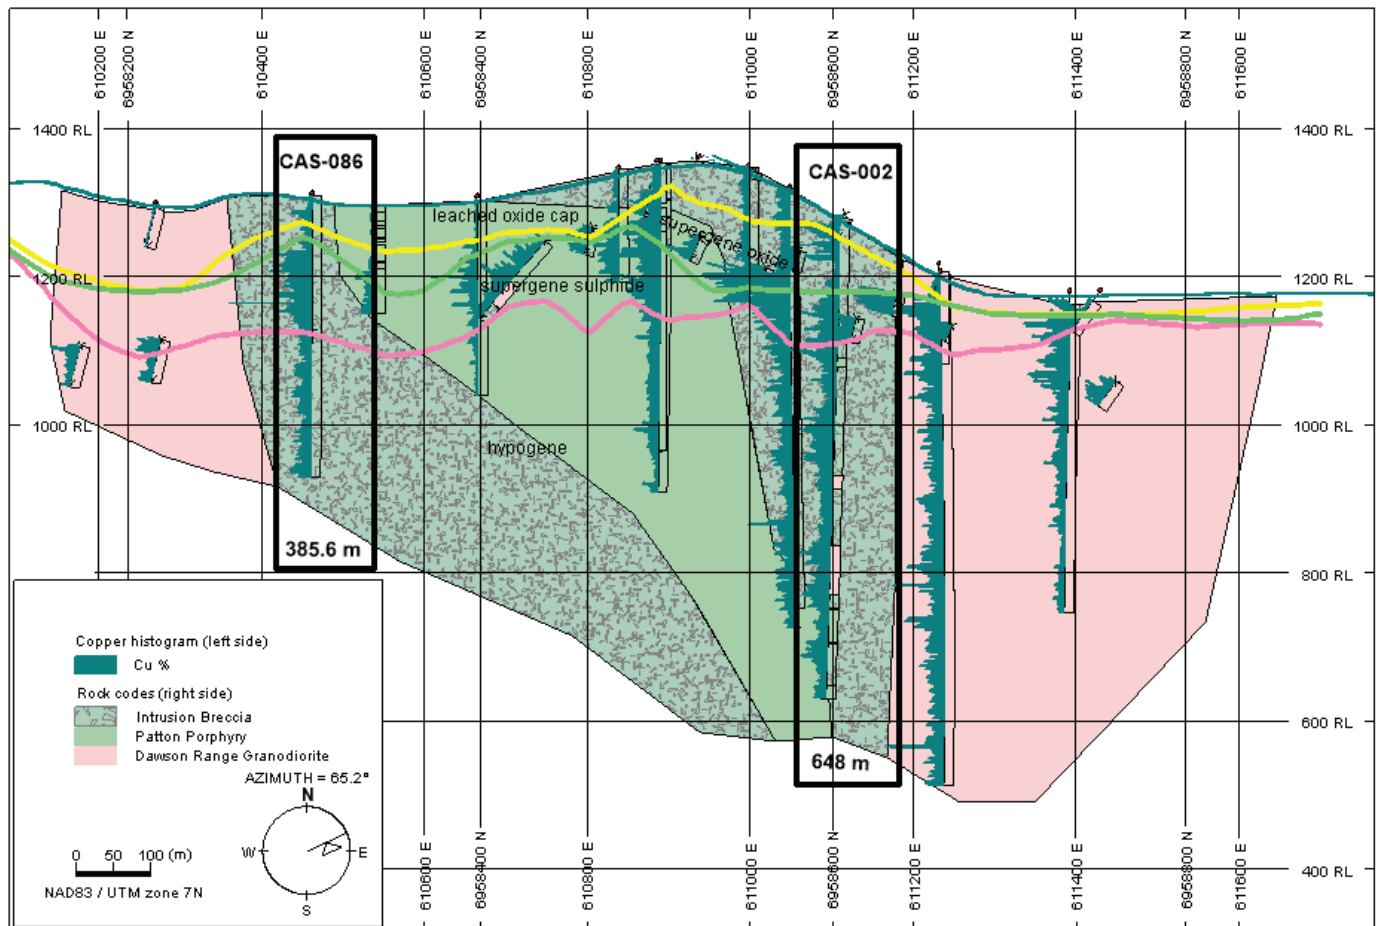 610200 E
6958200 N
610400 E
610600 E
6958400 N
610800 E
611000 E
6958600 N
611200 E
611400 E
6958800 N
611600 E
1400 RL
1400 RL
CAS-086
CAS-002
leached oxide cap
supergene oxide
1200 RL
supergene sulphide
1200 RL
1000 RL
hypogene
1000 RL
385.6 m
800 RL
600 RL
648 m
400 RL
Copper histogram (left side)
Cu %
Rock codes (right side)
Intrusion Breccia
Patton Porphyry
Dawson Range Granodiorite
AZIMUTH = 65.2°
N
W
E
S
0 50 100 (m)
NAD83 / UTM zone 7N
610600 E
6958400 N
610800 E
611000 E
6958600 N
611200 E
611400 E
6958800 N
611600 E